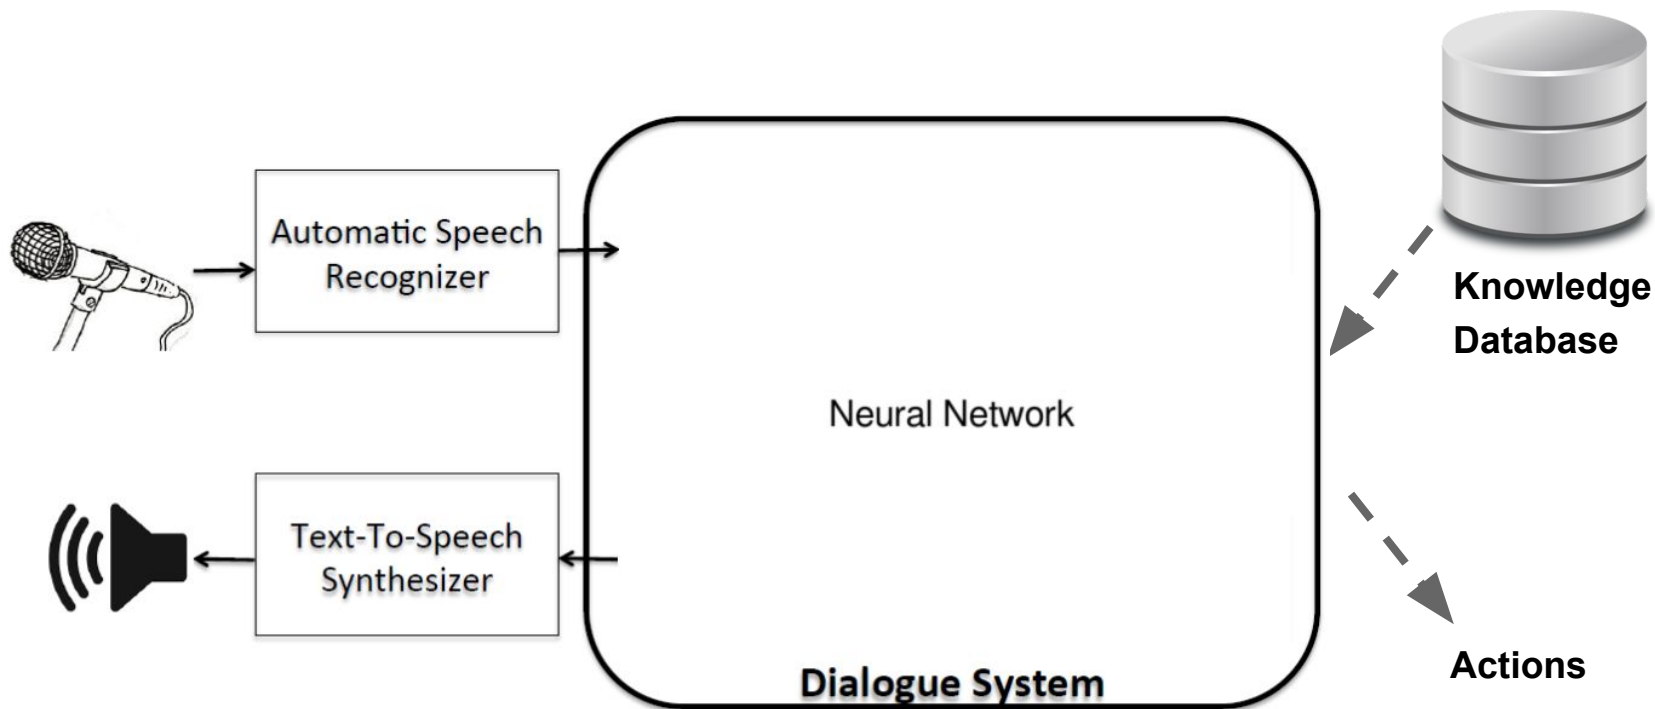 Automatic Speech
Recognizer
Knowledge
Database
Neural Network
Text-To-Speech
Synthesizer
Dialogue System
Actions